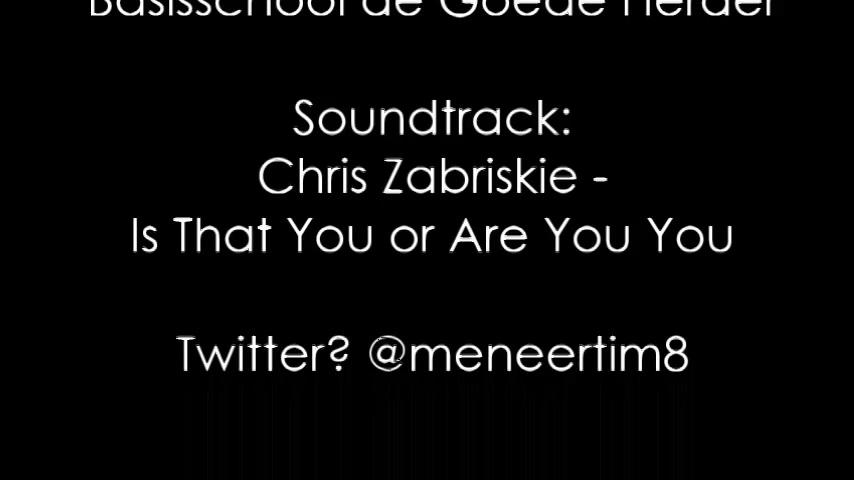 Basisschool de Goede Herder
Soundtrack:
Chris Zabriskie -
Is That You or Are You You
Twitter? @meneertim8